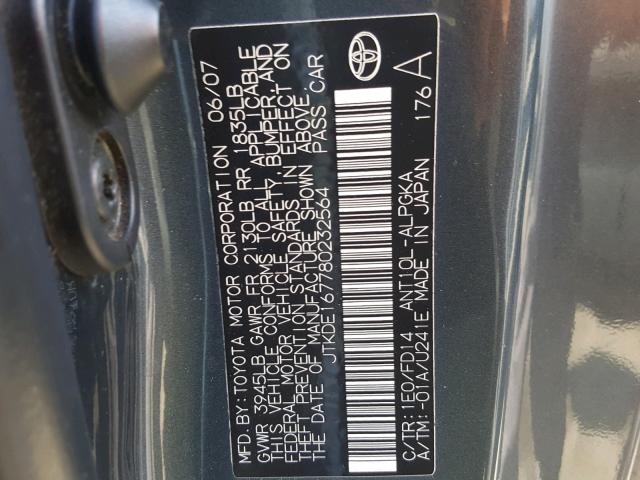 MFD. BY: TOYOTA MOTOR CORPORATION 06/07
GVWR 3945LB GAWR FR 2130LB RR 1835LB
THIS VEHICLE CONFORMS TO ALL APPLICABLE
FEDERAL MOTOR VEHICLE SAFETY, BUMPER, AND
THEFT PREVENTION STANDARDS IN EFFECT ON
THE DATE OF MANUFACTURE SHOWN ABOVE.
JTKDE167780232564 PASS CAR
C/TR: 1E0/FD14 ANT10L-ALPGKA
A/TM: -01A/U241E MADE IN JAPAN 176
A